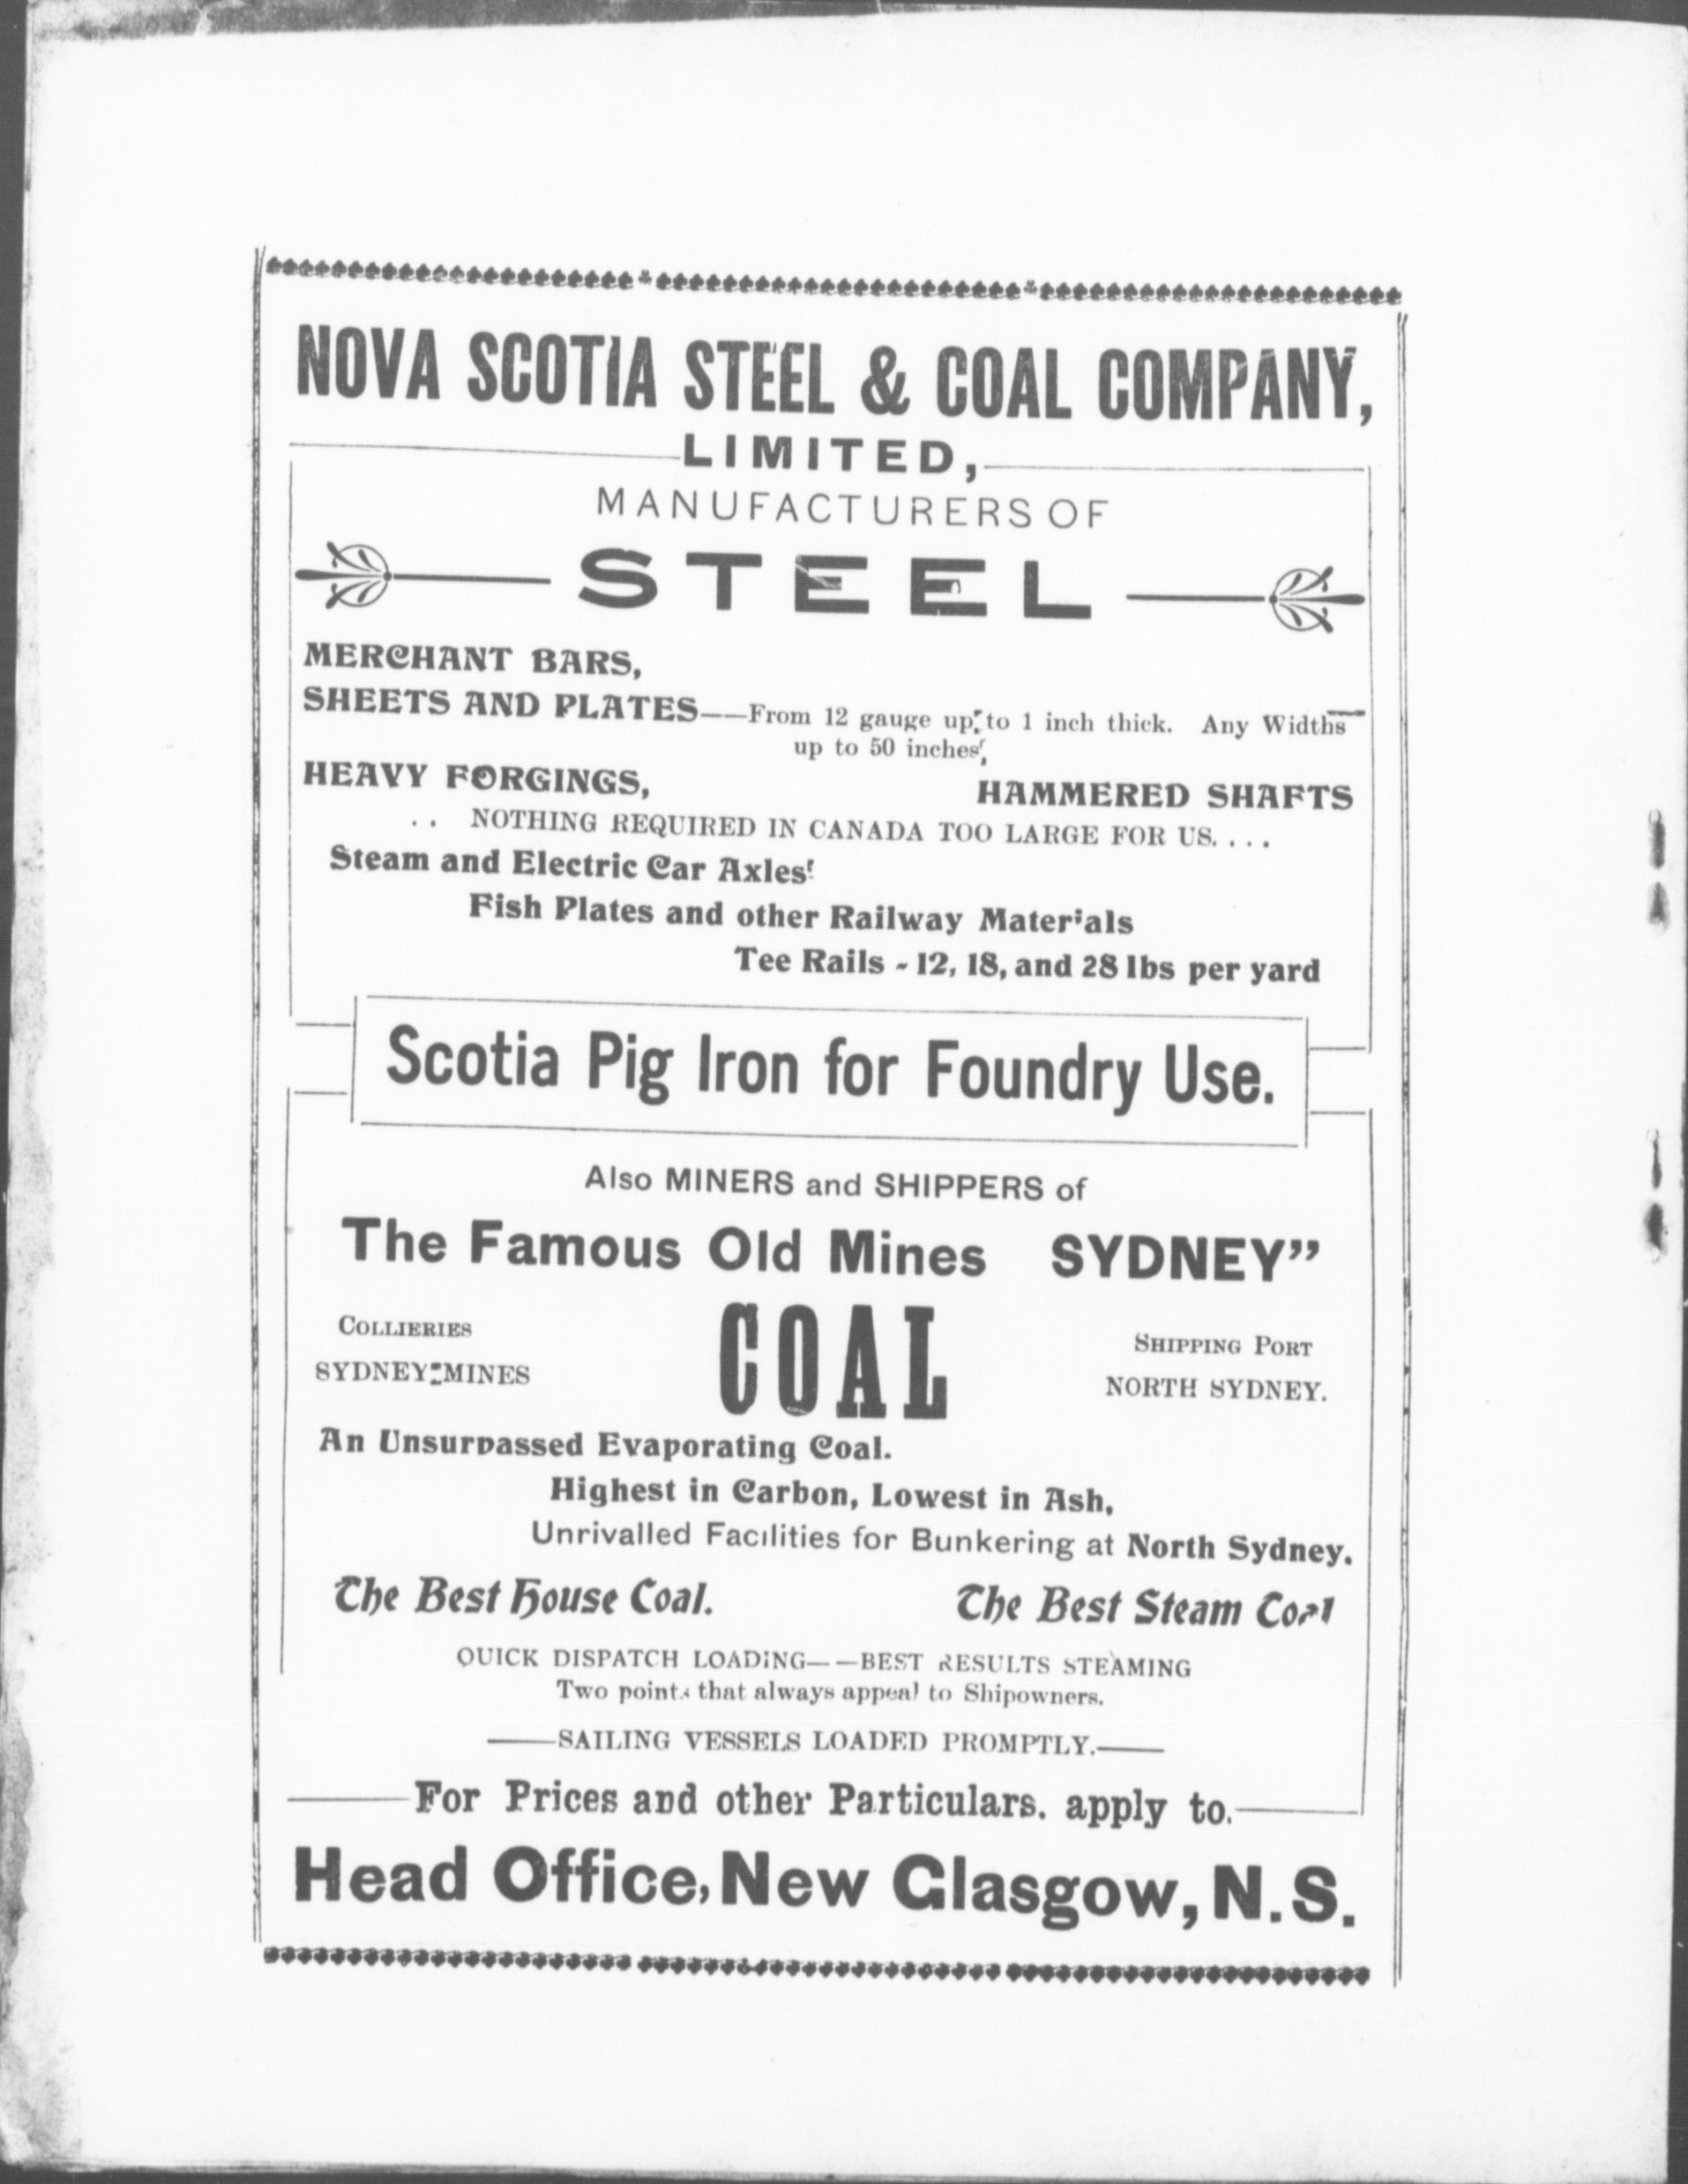 NOVA SCOTIA STEEL & COAL COMPANY,
LIMITED,
MANUFACTURERS OF
STEEL
MERCHANT BARS,
SHEETS AND PLATES——From 12 gauge up to 1 inch thick. Any Widths
up to 50 inches,
HEAVY FORGINGS, HAMMERED SHAFTS
. . NOTHING REQUIRED IN CANADA TOO LARGE FOR US. . . .
Steam and Electric Car Axles
Fish Plates and other Railway Materials
Tee Rails - 12, 18, and 28 lbs per yard
Scotia Pig Iron for Foundry Use.
Also MINERS and SHIPPERS of
The Famous Old Mines SYDNEY”
COLLIERIES
SYDNEY MINES
COAL
SHIPPING PORT
NORTH SYDNEY.
An Unsurpassed Evaporating Coal.
Highest in Carbon, Lowest in Ash,
Unrivalled Facilities for Bunkering at North Sydney.
The Best House Coal. The Best Steam Coal
QUICK DISPATCH LOADING——BEST RESULTS STEAMING
Two points that always appeal to Shipowners.
——SAILING VESSELS LOADED PROMPTLY.——
For Prices and other Particulars. apply to.
Head Office, New Glasgow, N.S.